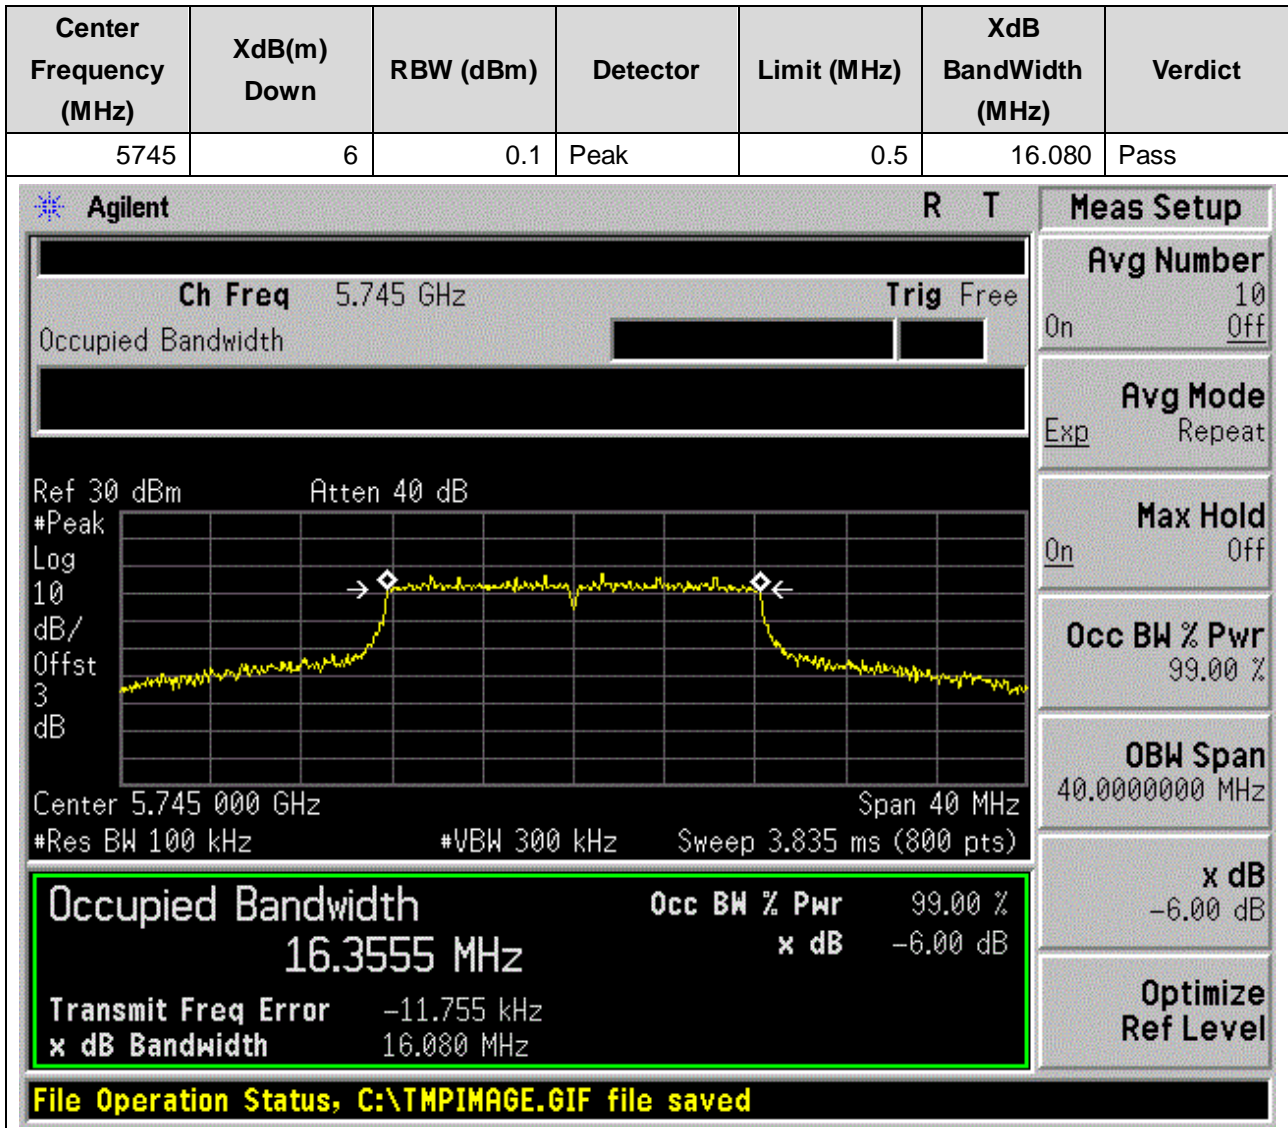 Center Frequency (MHz)
XdB(m) Down
RBW (dBm)
Detector
Limit (MHz)
XdB BandWidth (MHz)
Verdict
5745 6 0.1 Peak 0.5 16.080 Pass
Agilent R T
Ch Freq 5.745 GHz Trig Free
Occupied Bandwidth
Ref 30 dBm Atten 40 dB
#Peak
Log
10
dB/
Offst
3
dB
Center 5.745 000 GHz Span 40 MHz
#Res BW 100 kHz #VBW 300 kHz Sweep 3.835 ms (800 pts)
Occupied Bandwidth
16.3555 MHz
Occ BW % Pwr 99.00 %
x dB -6.00 dB
Transmit Freq Error -11.755 kHz
x dB Bandwidth 16.080 MHz
File Operation Status, C:\TMPIMAGE.GIF file saved
Meas Setup
Avg Number
10
On Off
Avg Mode
Exp Repeat
Max Hold
On Off
Occ BW % Pwr
99.00 %
OBW Span
40.0000000 MHz
x dB
-6.00 dB
Optimize
Ref Level